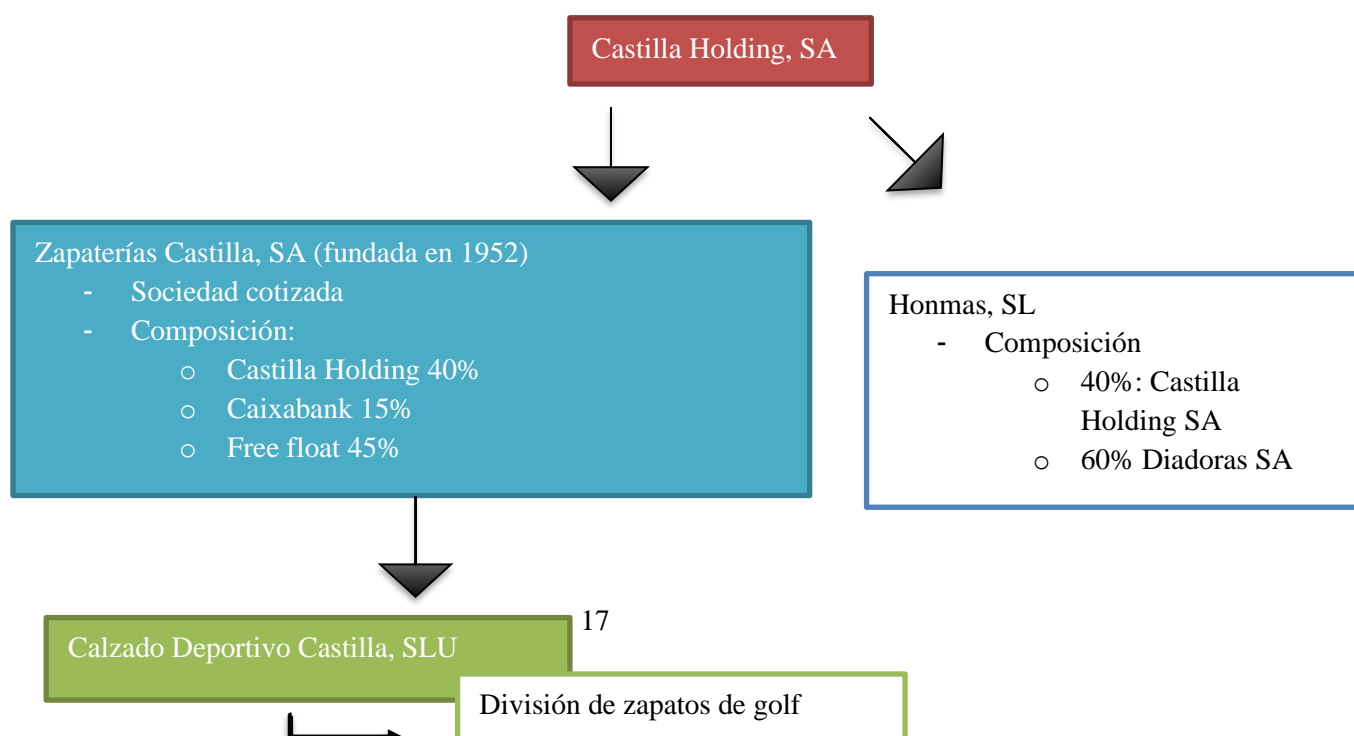 Castilla Holding, SA
Zapaterías Castilla, SA (fundada en 1952)
- Sociedad cotizada
- Composición:
o Castilla Holding 40%
o Caixabank 15%
o Free float 45%
Honmas, SL
- Composición
o 40%: Castilla
Holding SA
o 60% Diadoras SA
17
Calzado Deportivo Castilla, SLU
División de zapatos de golf